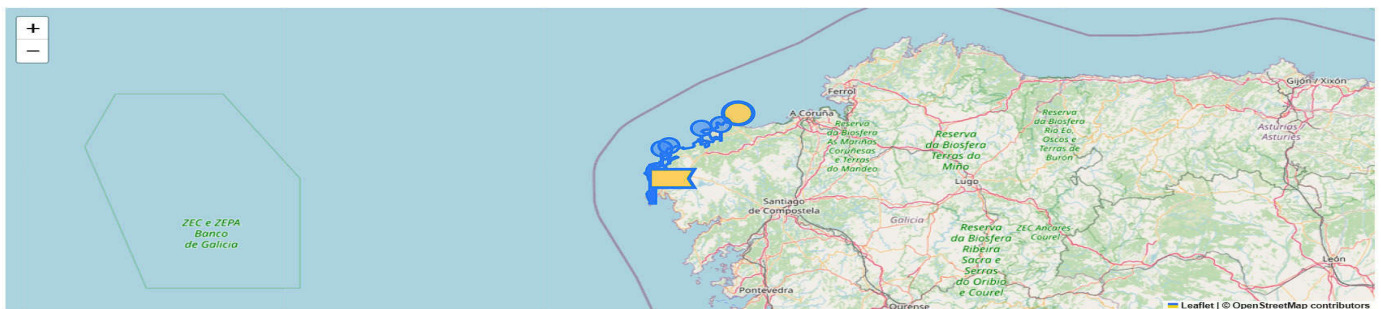 +
−
Ferrol
A Coruña
Gijón / Xixón
Reserva
da Biosfera
As Mariñas
Coruñesas
e Terras
do Mandeo
Reserva
da Biosfera
Terras do
Miño
Reserva
da Biosfera
Río Eo,
Oscos e
Terras de
Burón
Asturias /
Asturies
Lugo
Santiago
de Compostela
Galicia
ZEC e ZEPA
Banco
de Galicia
Reserva
da Biosfera
Ribeira
Sacra e
Serras
do Oribio
e Courel
ZEC Ancares
Courel
León
Pontevedra
Ourense
Leaflet | © OpenStreetMap contributors